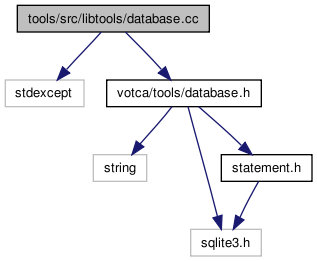 tools/src/libtools/database.cc
stdexcept
votca/tools/database.h
string
statement.h
sqlite3.h